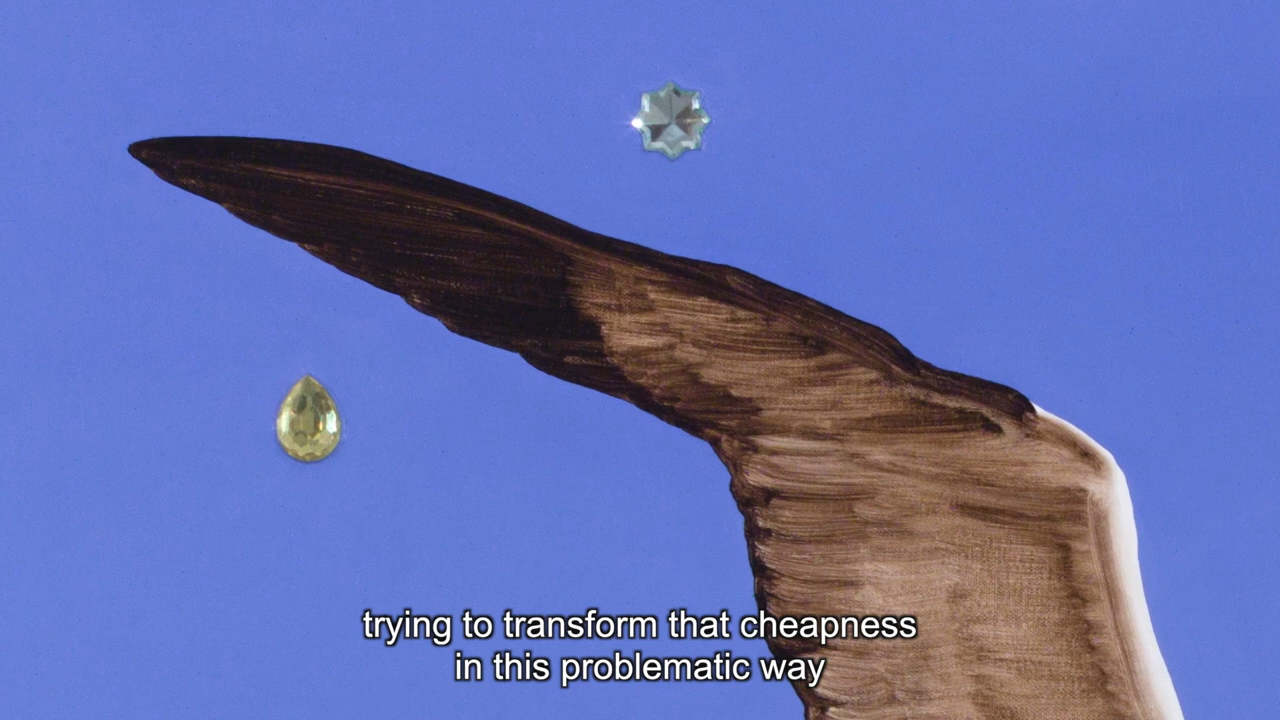 trying to transform that cheapness
in this problematic way